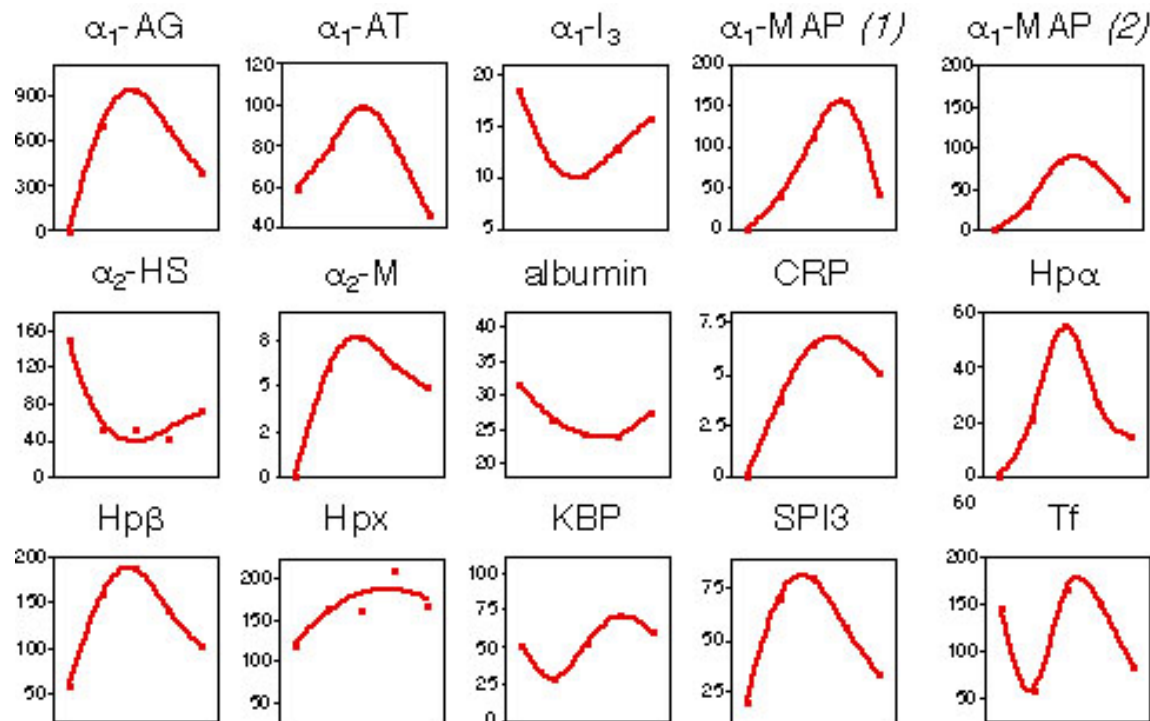 α₁-AG α₁-AT α₁-I₃ α₁-MAP (1) α₁-MAP (2)
900 600 300 0
120 100 80 60 40
20 15 10 5
200 150 100 50 0
200 150 100 50 0
α₂-HS α₂-M albumin CRP Hpα
160 120 80 40 0
8 5 2 0
40 35 30 25 20
7.5 5 2.5 0
60 40 20 0
60
Hpβ Hpx KBP SPI3 Tf
200 150 100 50
200 150 100 50
100 75 50 25 0
75 50 25
200 150 100 50